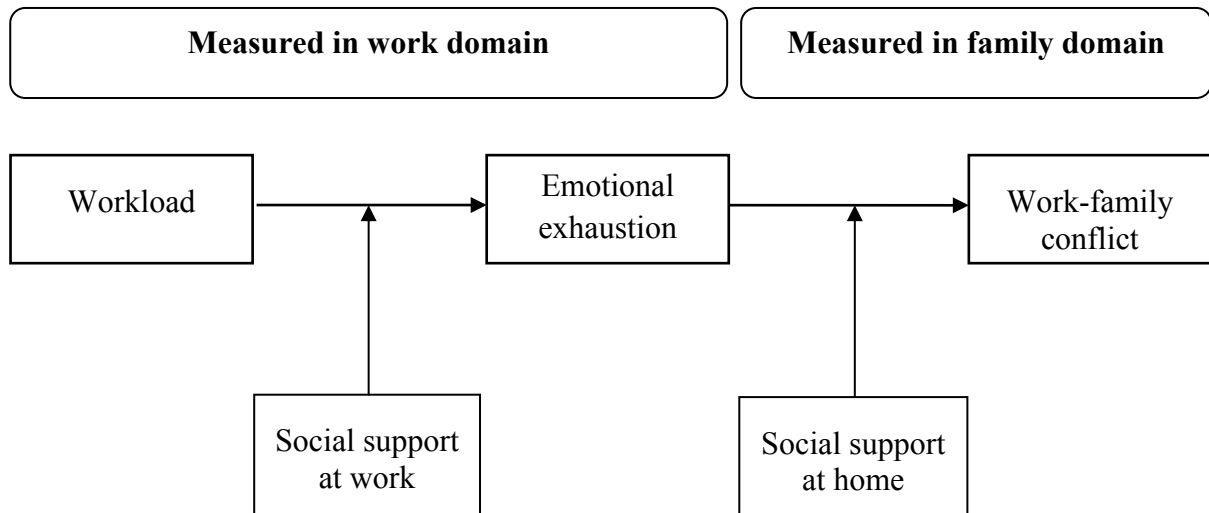 Measured in work domain
Measured in family domain
Workload
Emotional
exhaustion
Work-family
conflict
Social support
at work
Social support
at home